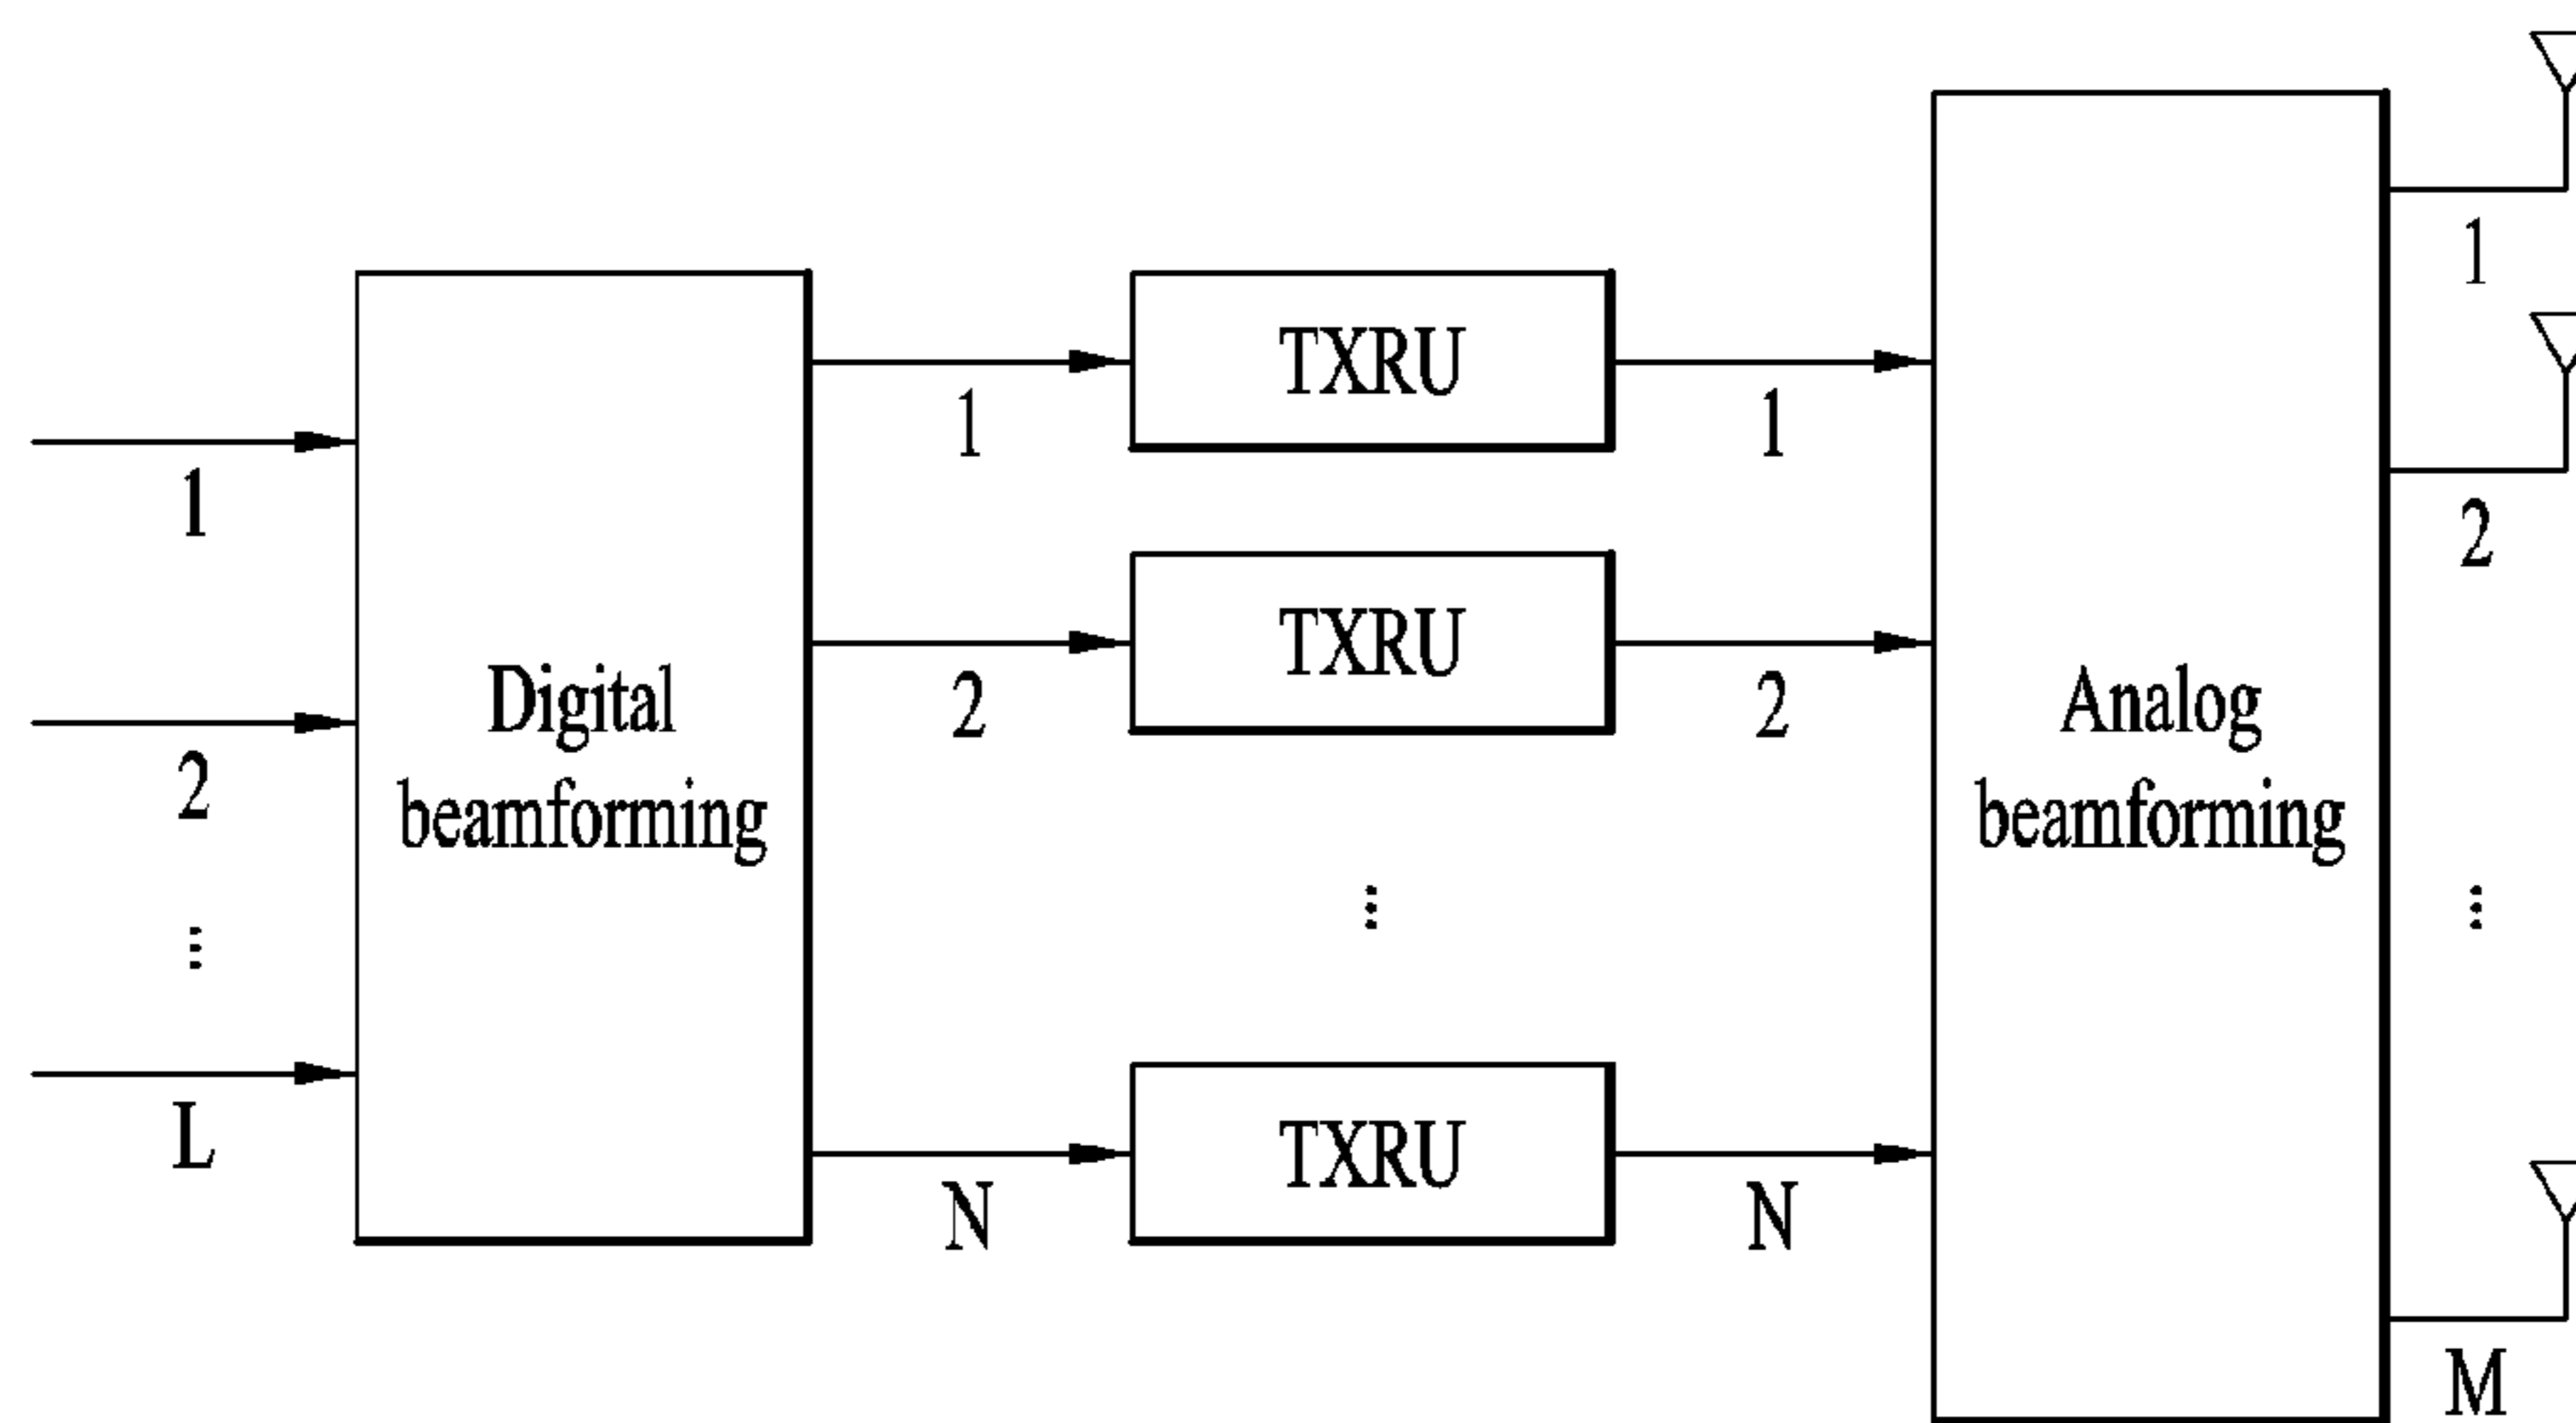 1
2
⋮
L
Digital
beamforming
1
2
N
TXRU
TXRU
⋮
TXRU
1
2
N
Analog
beamforming
1
2
⋮
M